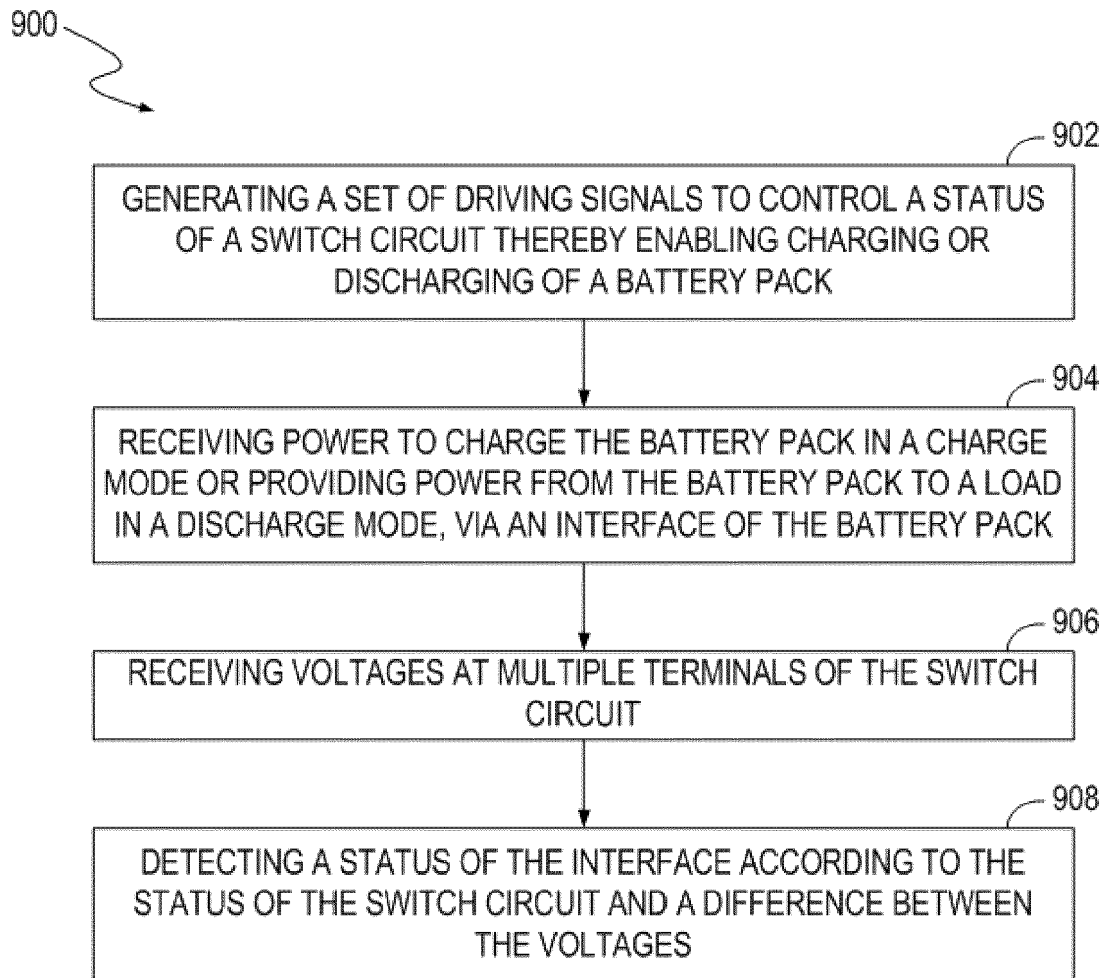 900
902
GENERATING A SET OF DRIVING SIGNALS TO CONTROL A STATUS
OF A SWITCH CIRCUIT THEREBY ENABLING CHARGING OR
DISCHARGING OF A BATTERY PACK
904
RECEIVING POWER TO CHARGE THE BATTERY PACK IN A CHARGE
MODE OR PROVIDING POWER FROM THE BATTERY PACK TO A LOAD
IN A DISCHARGE MODE, VIA AN INTERFACE OF THE BATTERY PACK
906
RECEIVING VOLTAGES AT MULTIPLE TERMINALS OF THE SWITCH
CIRCUIT
908
DETECTING A STATUS OF THE INTERFACE ACCORDING TO THE
STATUS OF THE SWITCH CIRCUIT AND A DIFFERENCE BETWEEN
THE VOLTAGES